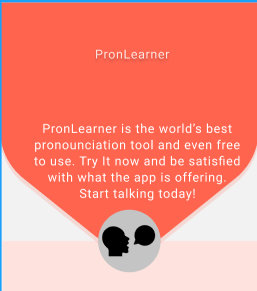 PronLearner
PronLearner is the world's best
pronounciation tool and even free
to use. Try It now and be satisfied
with what the app is offering.
Start talking today!